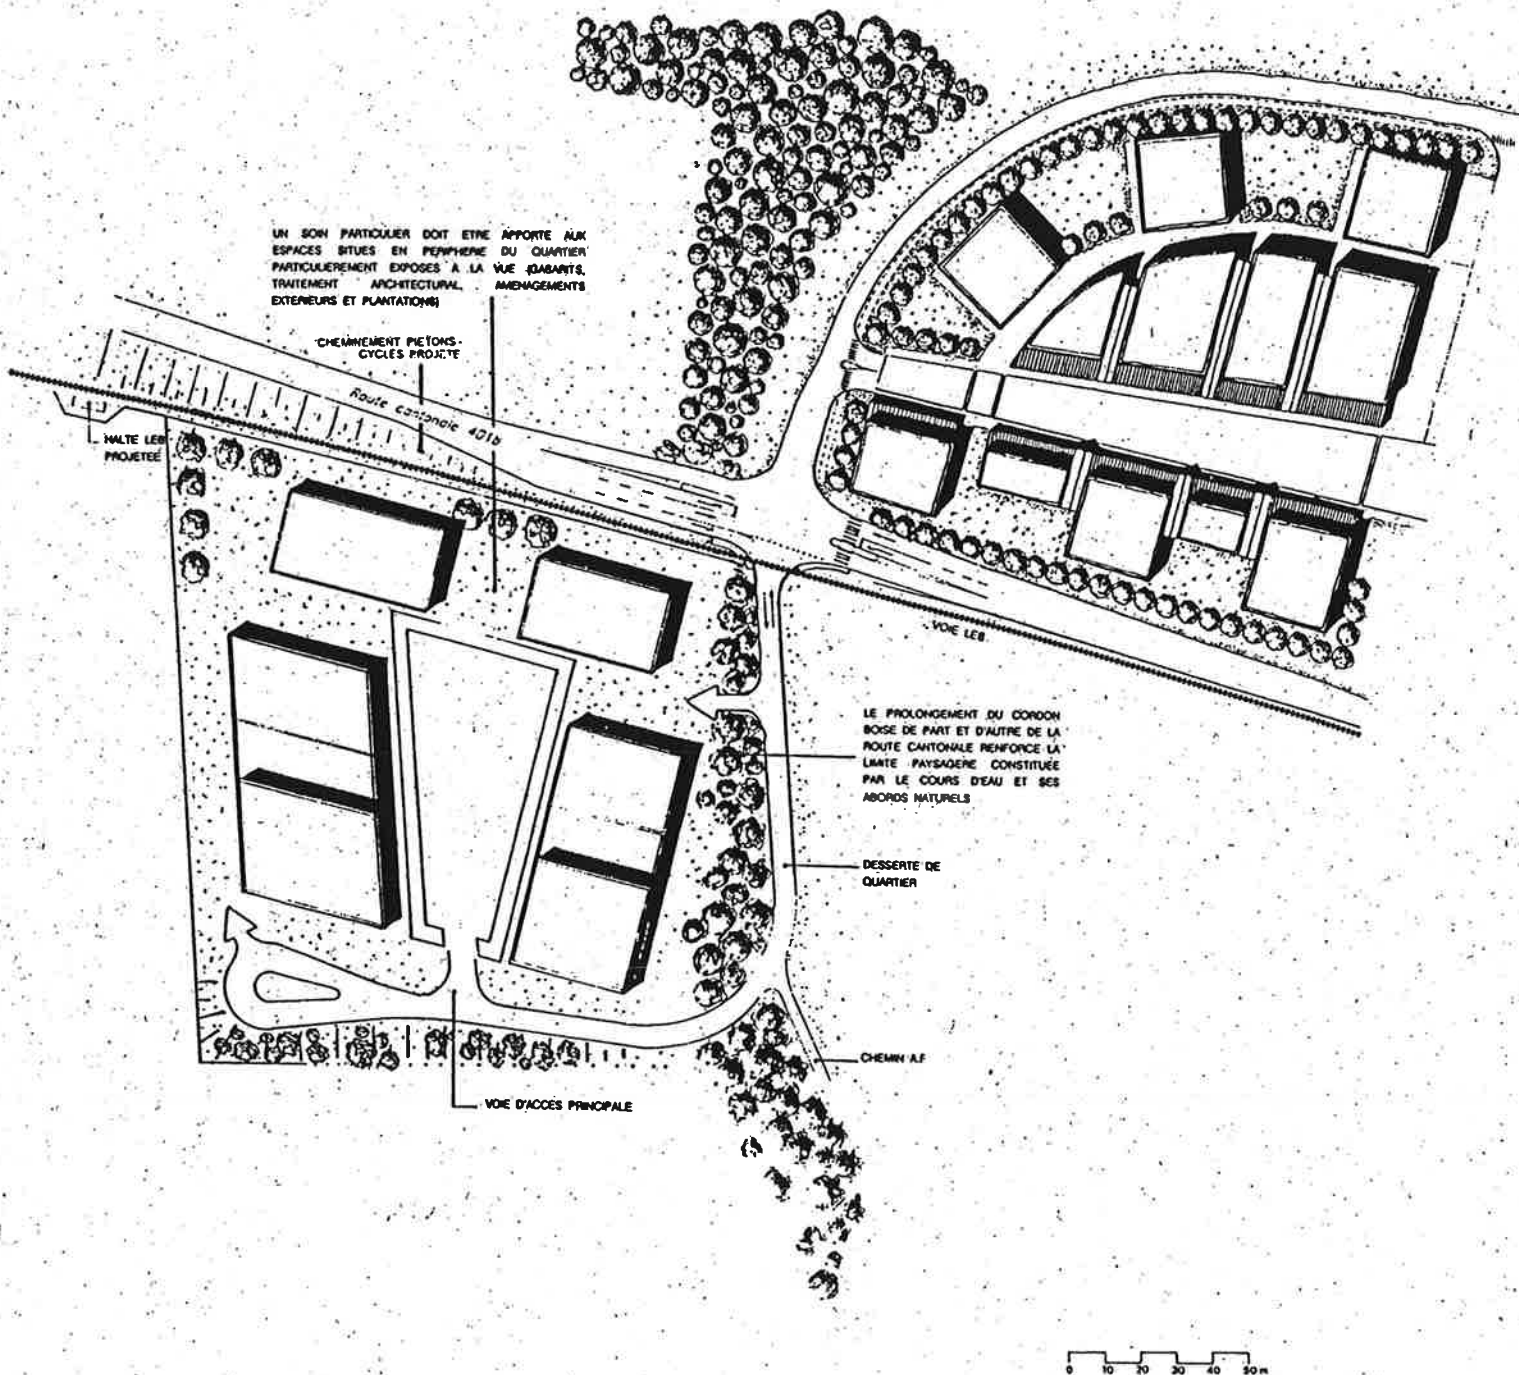 UN SOIN PARTICULIER DOIT ETRE APPORTE AUX
ESPACES SITUES EN PERIPHERIE DU QUARTIER
PARTICULIEREMENT EXPOSES A LA VUE (GABARITS,
TRAITEMENT ARCHITECTURAL, AMENAGEMENTS
EXTERIEURS ET PLANTATIONS)
CHEMINEMENT PIETONS-
CYCLES PROJETE
Route cantonale 401b
HALTE LEB
PROJETEE
VOIE LEB
LE PROLONGEMENT DU CORDON
BOISE DE PART ET D'AUTRE DE LA
ROUTE CANTONALE RENFORCE LA
LIMITE PAYSAGERE CONSTITUEE
PAR LE COURS D'EAU ET SES
ABORDS NATURELS
DESSERTE DE
QUARTIER
CHEMIN A.F
VOIE D'ACCES PRINCIPALE
0 10 20 30 40 50 m